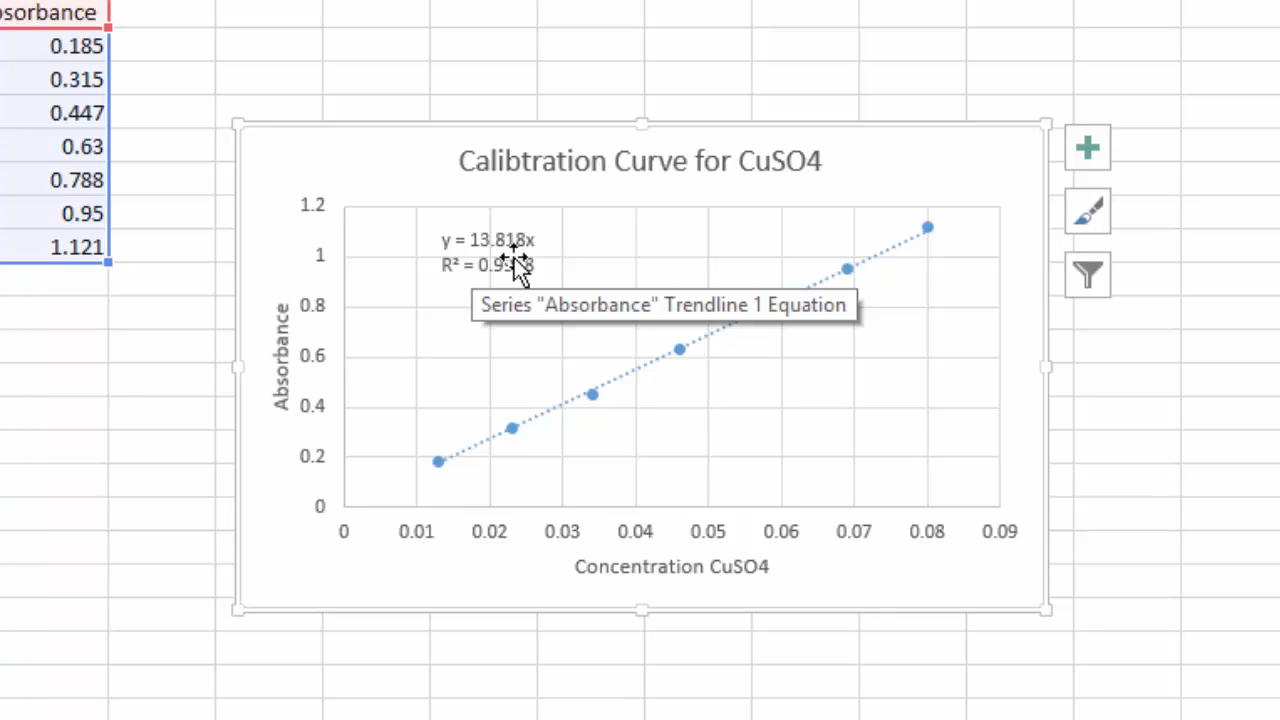 sorbance
0.185
0.315
0.447
0.63
0.788
0.95
1.121
Calibtration Curve for CuSO4
1.2
1
0.8
0.6
0.4
0.2
0
y = 13.818x
R² =
Series "Absorbance" Trendline 1 Equation
Absorbance
0 0.01 0.02 0.03 0.04 0.05 0.06 0.07 0.08 0.09
Concentration CuSO4